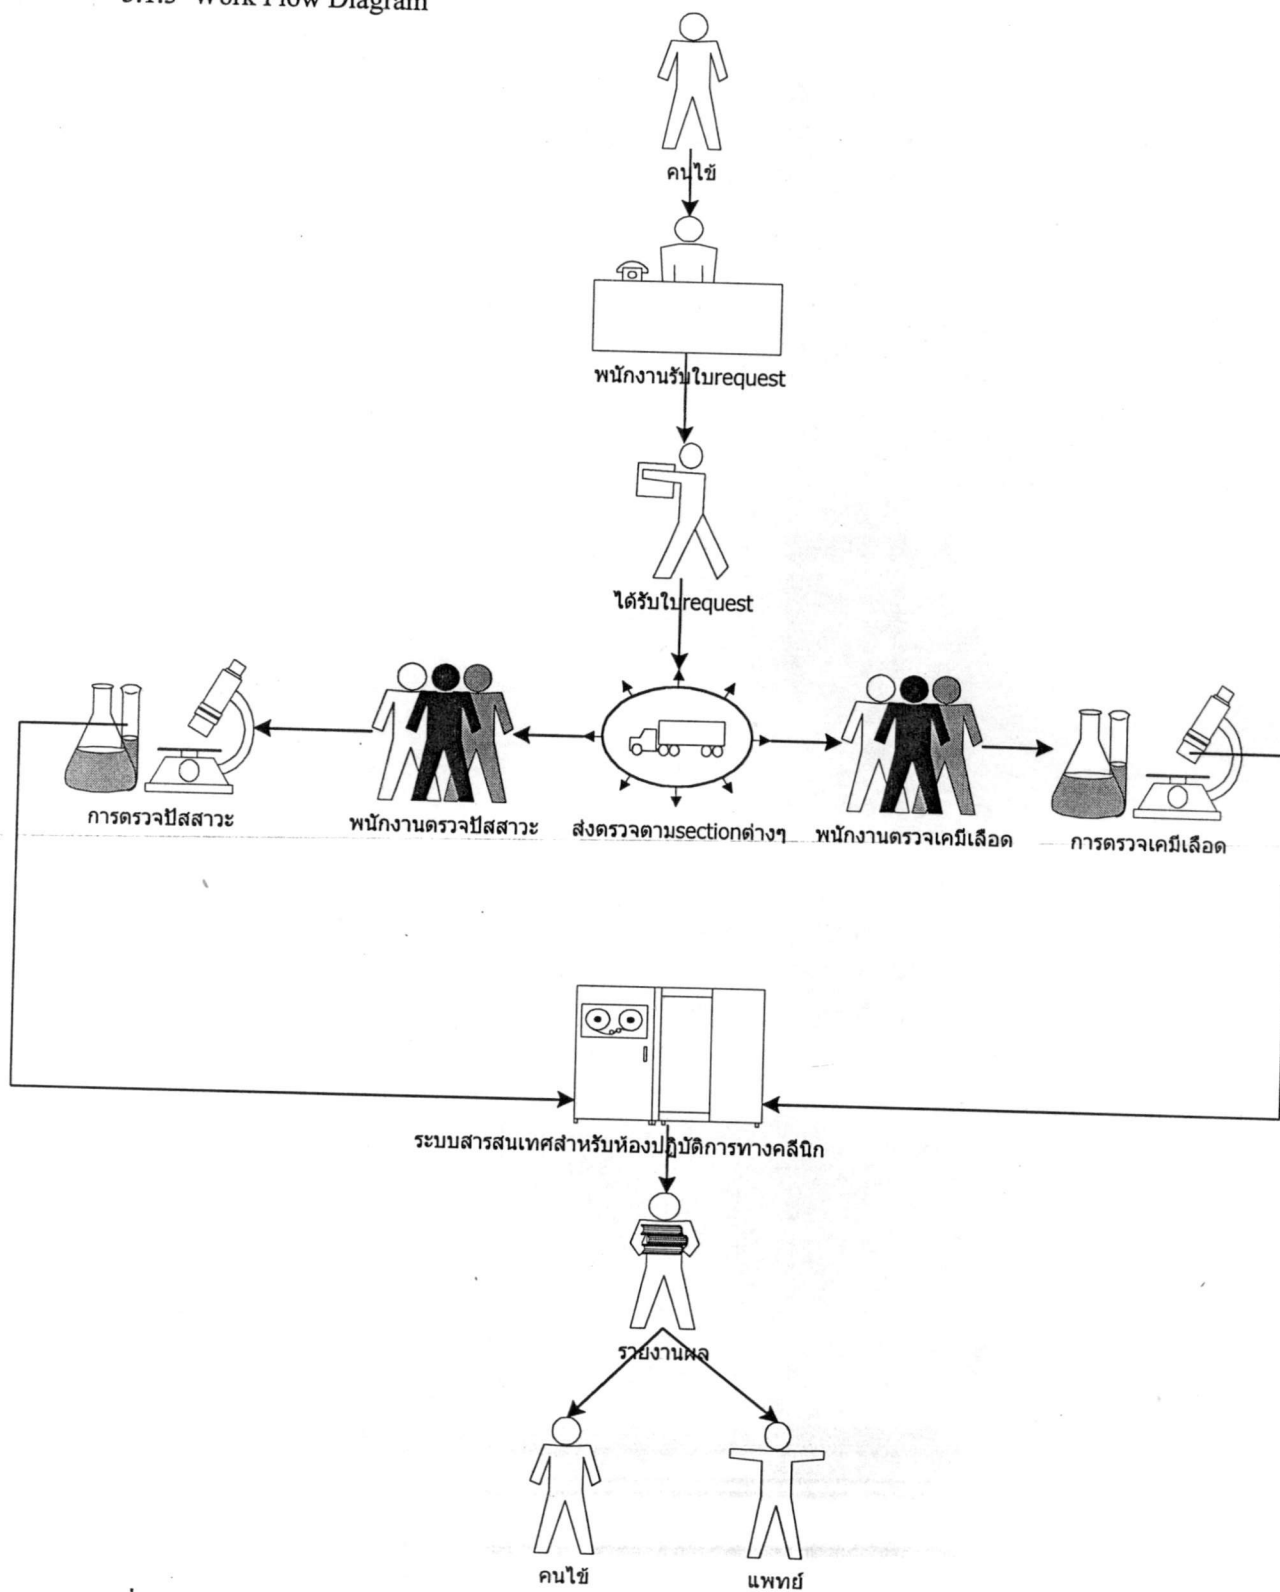 3.1.3 Work Flow Diagram
คนไข้
พนักงานรับใบrequest
ได้รับใบrequest
การตรวจปัสสาวะ
พนักงานตรวจปัสสาวะ
ส่งตรวจตามsectionต่างๆ
พนักงานตรวจเคมีเลือด
การตรวจเคมีเลือด
ระบบสารสนเทศสำหรับห้องปฏิบัติการทางคลีนิก
รายงานผล
คนไข้
แพทย์